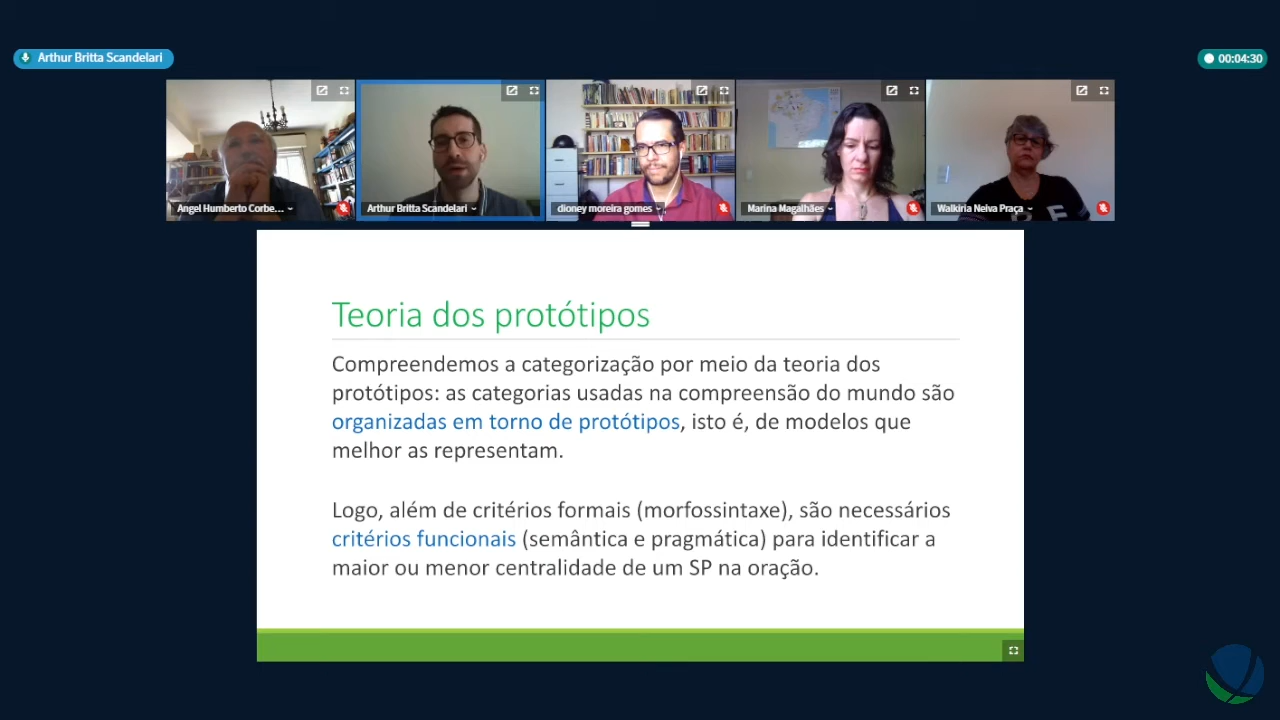 Arthur Britta Scandelari
00:04:30
Angel Humberto Corbe...
Arthur Britta Scandelari
dioney moreira gomes
Marina Magalhães
Walkiria Neiva Praça
Teoria dos protótipos
Compreendemos a categorização por meio da teoria dos
protótipos: as categorias usadas na compreensão do mundo são
organizadas em torno de protótipos, isto é, de modelos que
melhor as representam.
Logo, além de critérios formais (morfossintaxe), são necessários
critérios funcionais (semântica e pragmática) para identificar a
maior ou menor centralidade de um SP na oração.